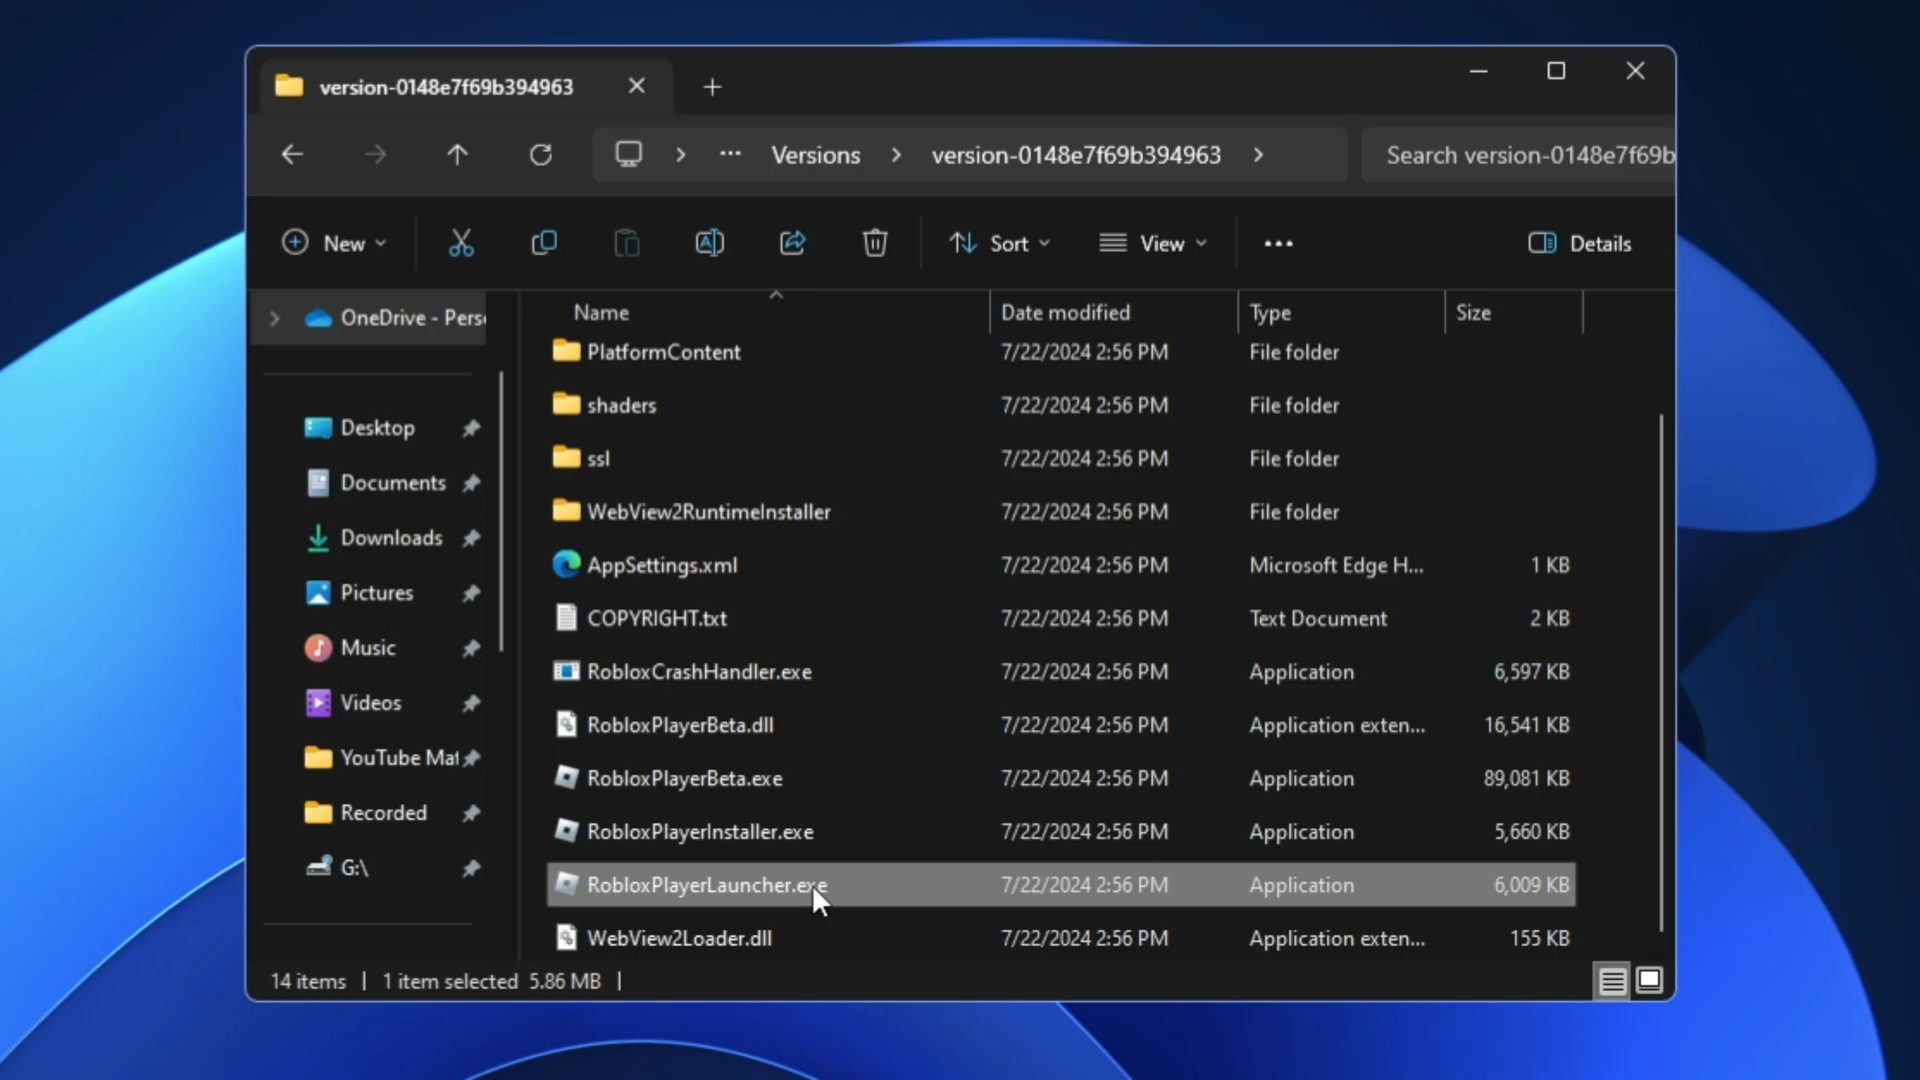 version-0148e7f69b394963
Versions version-0148e7f69b394963 Search version-0148e7f69b
New Sort View Details
Name Date modified Type Size
OneDrive - Perso
Desktop
Documents
Downloads
Pictures
Music
Videos
YouTube Mat
Recorded
G:\
PlatformContent 7/22/2024 2:56 PM File folder
shaders 7/22/2024 2:56 PM File folder
ssl 7/22/2024 2:56 PM File folder
WebView2RuntimeInstaller 7/22/2024 2:56 PM File folder
AppSettings.xml 7/22/2024 2:56 PM Microsoft Edge H... 1 KB
COPYRIGHT.txt 7/22/2024 2:56 PM Text Document 2 KB
RobloxCrashHandler.exe 7/22/2024 2:56 PM Application 6,597 KB
RobloxPlayerBeta.dll 7/22/2024 2:56 PM Application exten... 16,541 KB
RobloxPlayerBeta.exe 7/22/2024 2:56 PM Application 89,081 KB
RobloxPlayerInstaller.exe 7/22/2024 2:56 PM Application 5,660 KB
RobloxPlayerLauncher.exe 7/22/2024 2:56 PM Application 6,009 KB
WebView2Loader.dll 7/22/2024 2:56 PM Application exten... 155 KB
14 items | 1 item selected 5.86 MB |